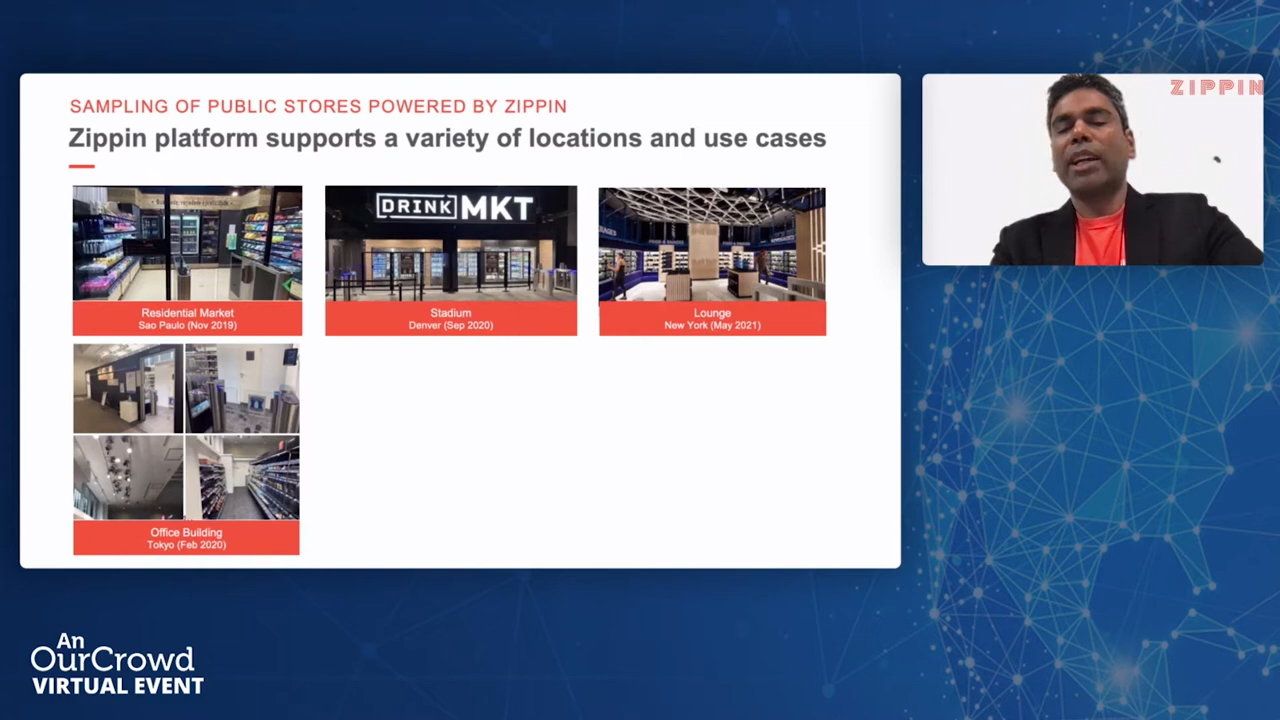 SAMPLING OF PUBLIC STORES POWERED BY ZIPPIN
Zippin platform supports a variety of locations and use cases
DRINK MKT
Residential Market
Sao Paulo (Nov 2019)
Stadium
Denver (Sep 2020)
Lounge
New York (May 2021)
Office Building
Tokyo (Feb 2020)
ZIPPIN
An
OurCrowd
VIRTUAL EVENT